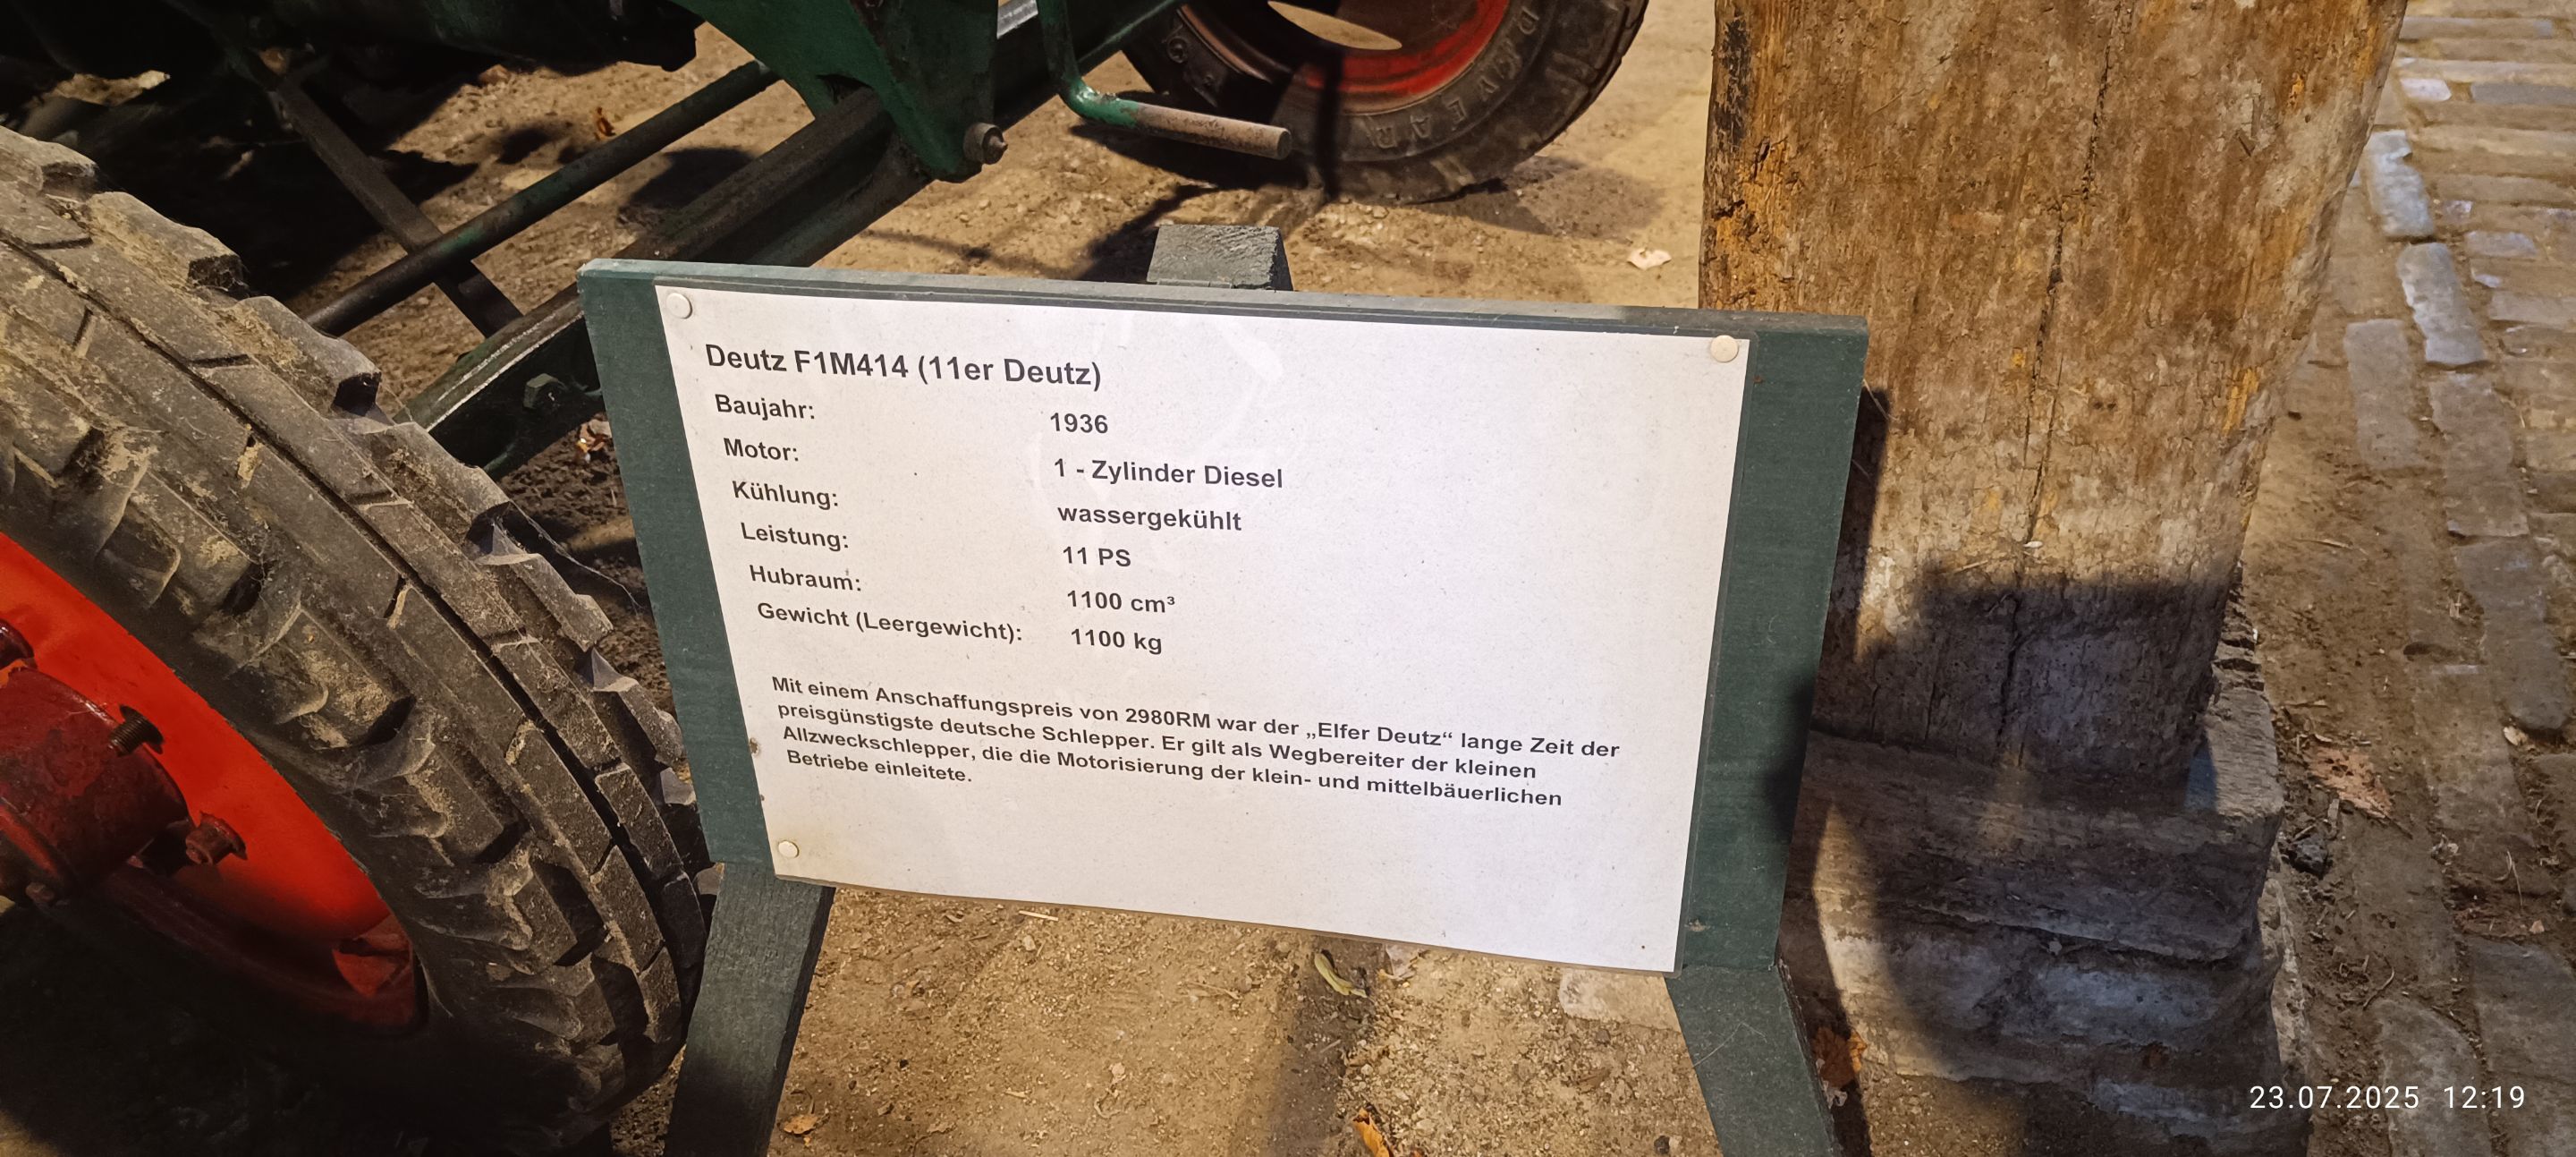 Deutz F1M414 (11er Deutz)
Baujahr: 1936
Motor: 1 - Zylinder Diesel
Kühlung: wassergekühlt
Leistung: 11 PS
Hubraum: 1100 cm³
Gewicht (Leergewicht): 1100 kg
Mit einem Anschaffungspreis von 2980RM war der „Elfer Deutz“ lange Zeit der
preisgünstigste deutsche Schlepper. Er gilt als Wegbereiter der kleinen
Allzweckschlepper, die die Motorisierung der klein- und mittelbäuerlichen
Betriebe einleitete.
23.07.2025 12:19